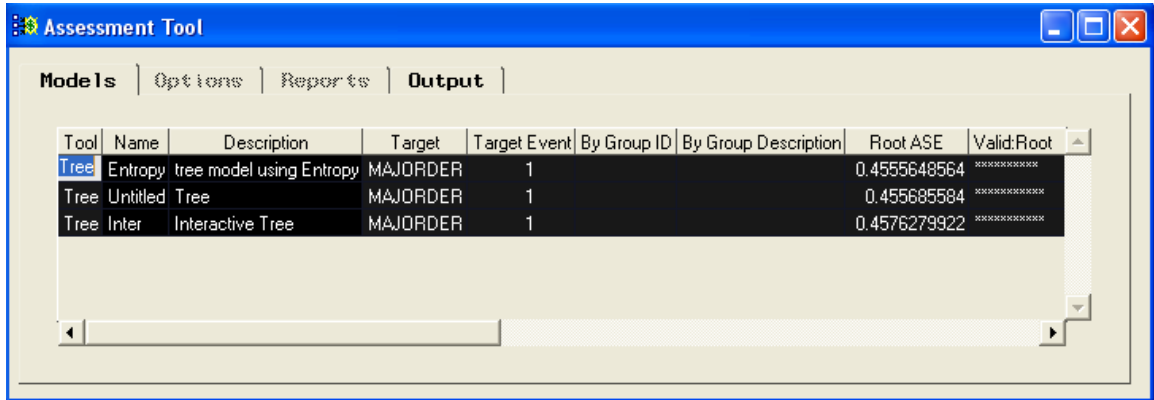 Assessment Tool
Models Options Reports Output
Tool Name Description Target Target Event By Group ID By Group Description Root ASE Valid:Root
Tree Entropy tree model using Entropy MAJORDER 1 0.4555648564 **********
Tree Untitled Tree MAJORDER 1 0.455685584 ***********
Tree Inter Interactive Tree MAJORDER 1 0.4576279922 ***********